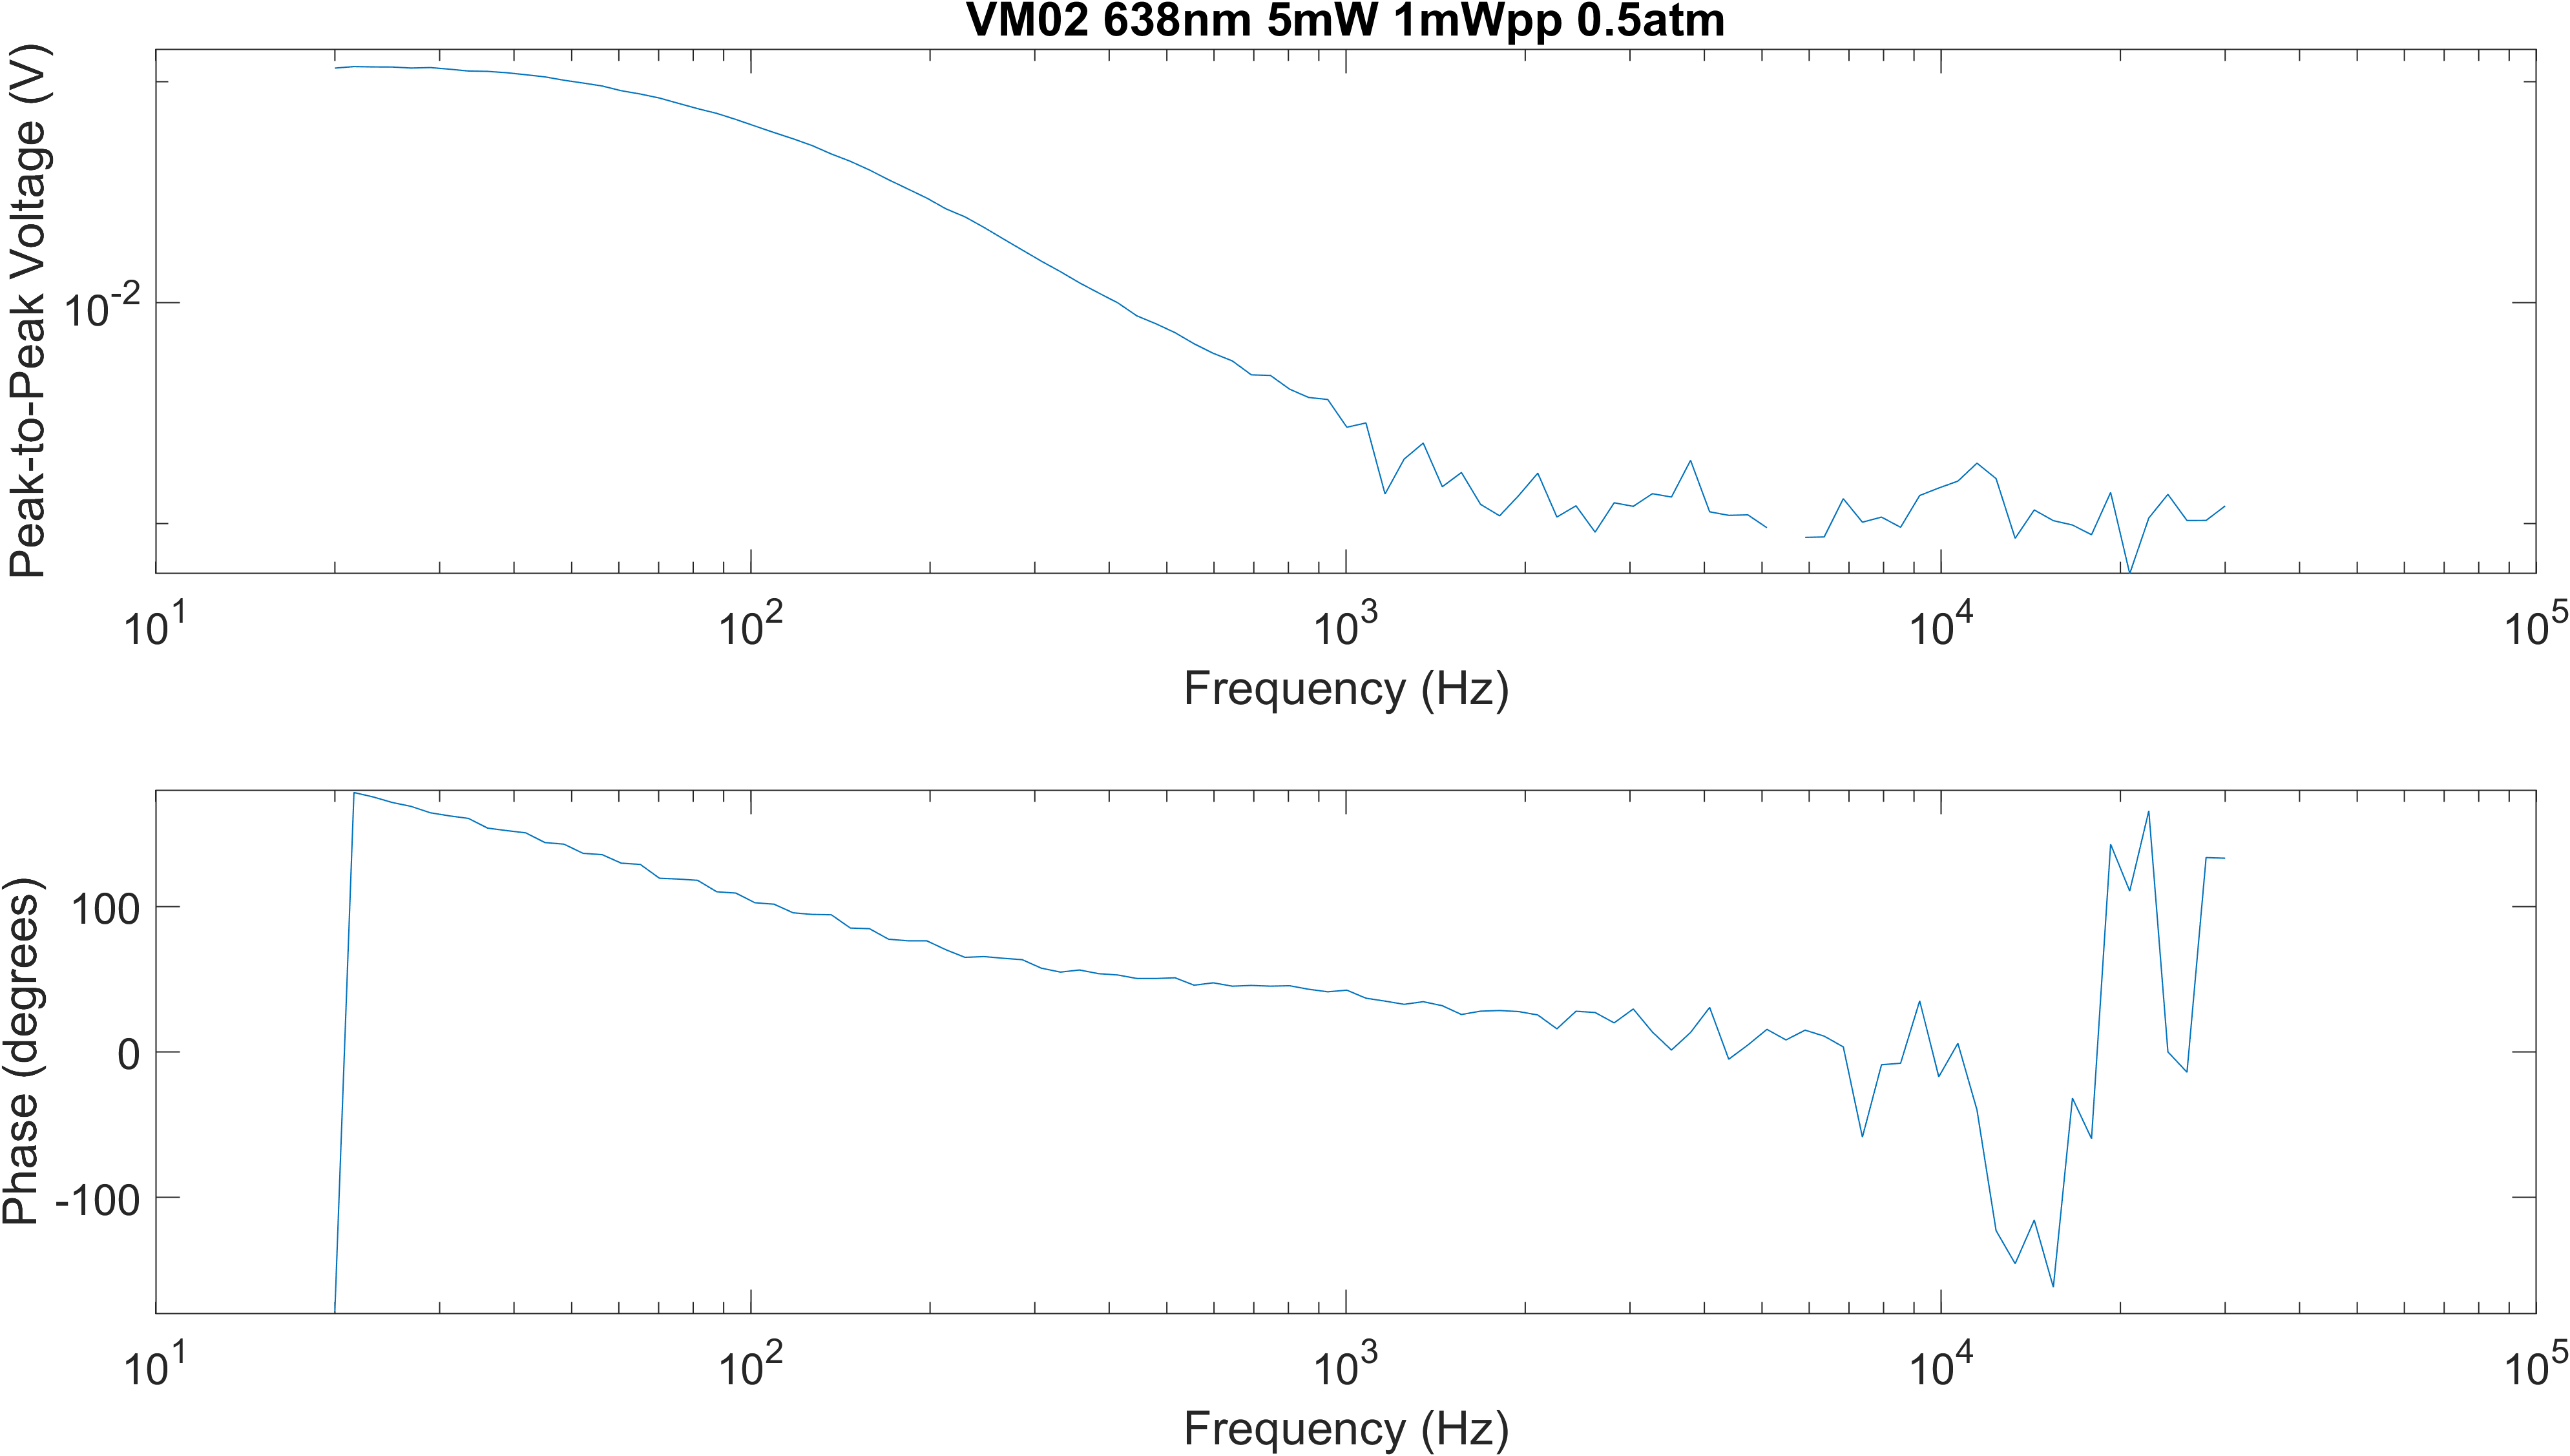 VM02 638nm 5mW 1mWpp 0.5atm
Peak-to-Peak Voltage (V)
10-2
101 102 103 104 105
Frequency (Hz)
Phase (degrees)
100
0
-100
101 102 103 104 105
Frequency (Hz)